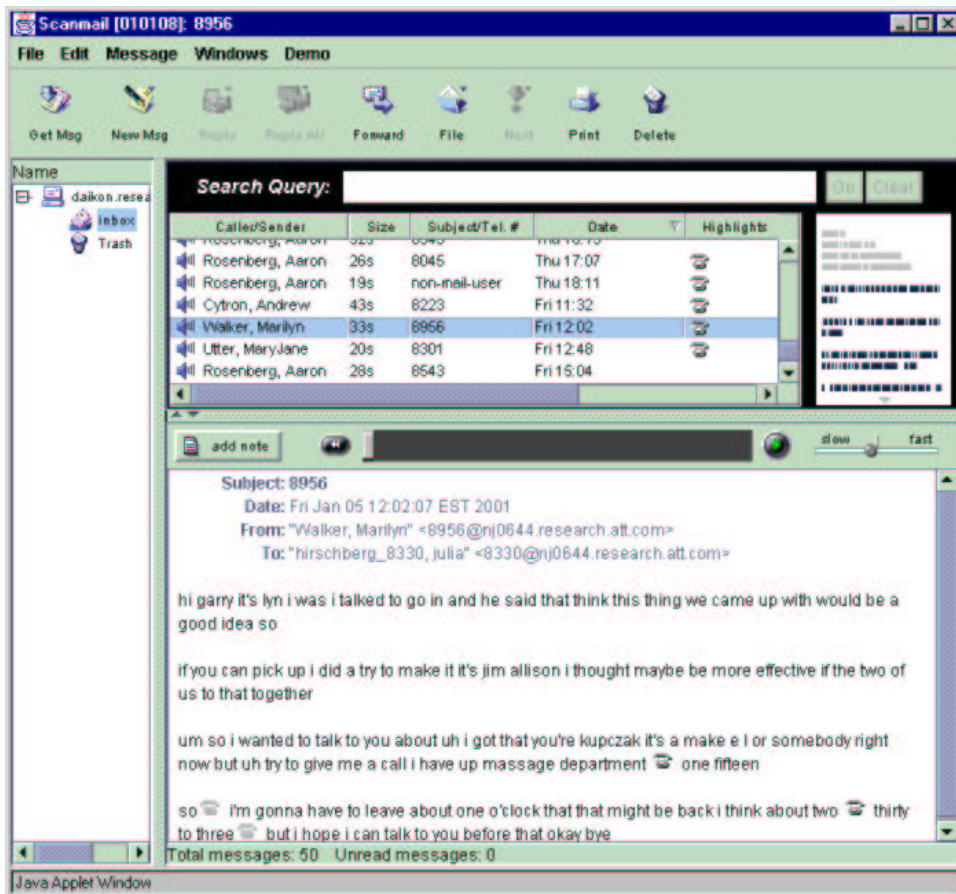 Scanmail [010108]: 8956
File Edit Message Windows Demo
Get Msg New Msg Reply Reply All Forward File Next Print Delete
Name
daikon.resea
inbox
Trash
Search Query: Go Clear
Caller/Sender Size Subject/Tel. # Date Highlights
Rosenberg, Aaron
Rosenberg, Aaron 26s 8045 Thu 17:07
Rosenberg, Aaron 19s non-mail-user Thu 18:11
Cytron, Andrew 43s 8223 Fri 11:32
Walker, Marilyn 33s 8956 Fri 12:02
Utter, MaryJane 20s 8301 Fri 12:48
Rosenberg, Aaron 28s 8543 Fri 15:04
add note slow fast
Subject: 8956
Date: Fri Jan 05 12:02:07 EST 2001
From: "Walker, Marilyn" <8956@nj0644.research.att.com>
To: "hirschberg_8330, julia" <8330@nj0644.research.att.com>
hi garry it's lyn i was i talked to go in and he said that think this thing we came up with would be a
good idea so
if you can pick up i did a try to make it it's jim allison i thought maybe be more effective if the two of
us to that together
um so i wanted to talk to you about uh i got that you're kupczak it's a make e l or somebody right
now but uh try to give me a call i have up massage department one fifteen
so i'm gonna have to leave about one o'clock that that might be back i think about two thirty
to three but i hope i can talk to you before that okay bye
Total messages: 50 Unread messages: 0
Java Applet Window